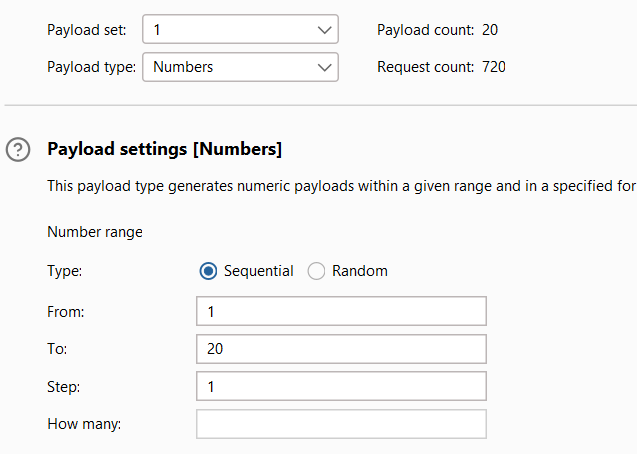 Payload set: 1 Payload count: 20
Payload type: Numbers Request count: 720
Payload settings [Numbers]
This payload type generates numeric payloads within a given range and in a specified for
Number range
Type: Sequential Random
From: 1
To: 20
Step: 1
How many: